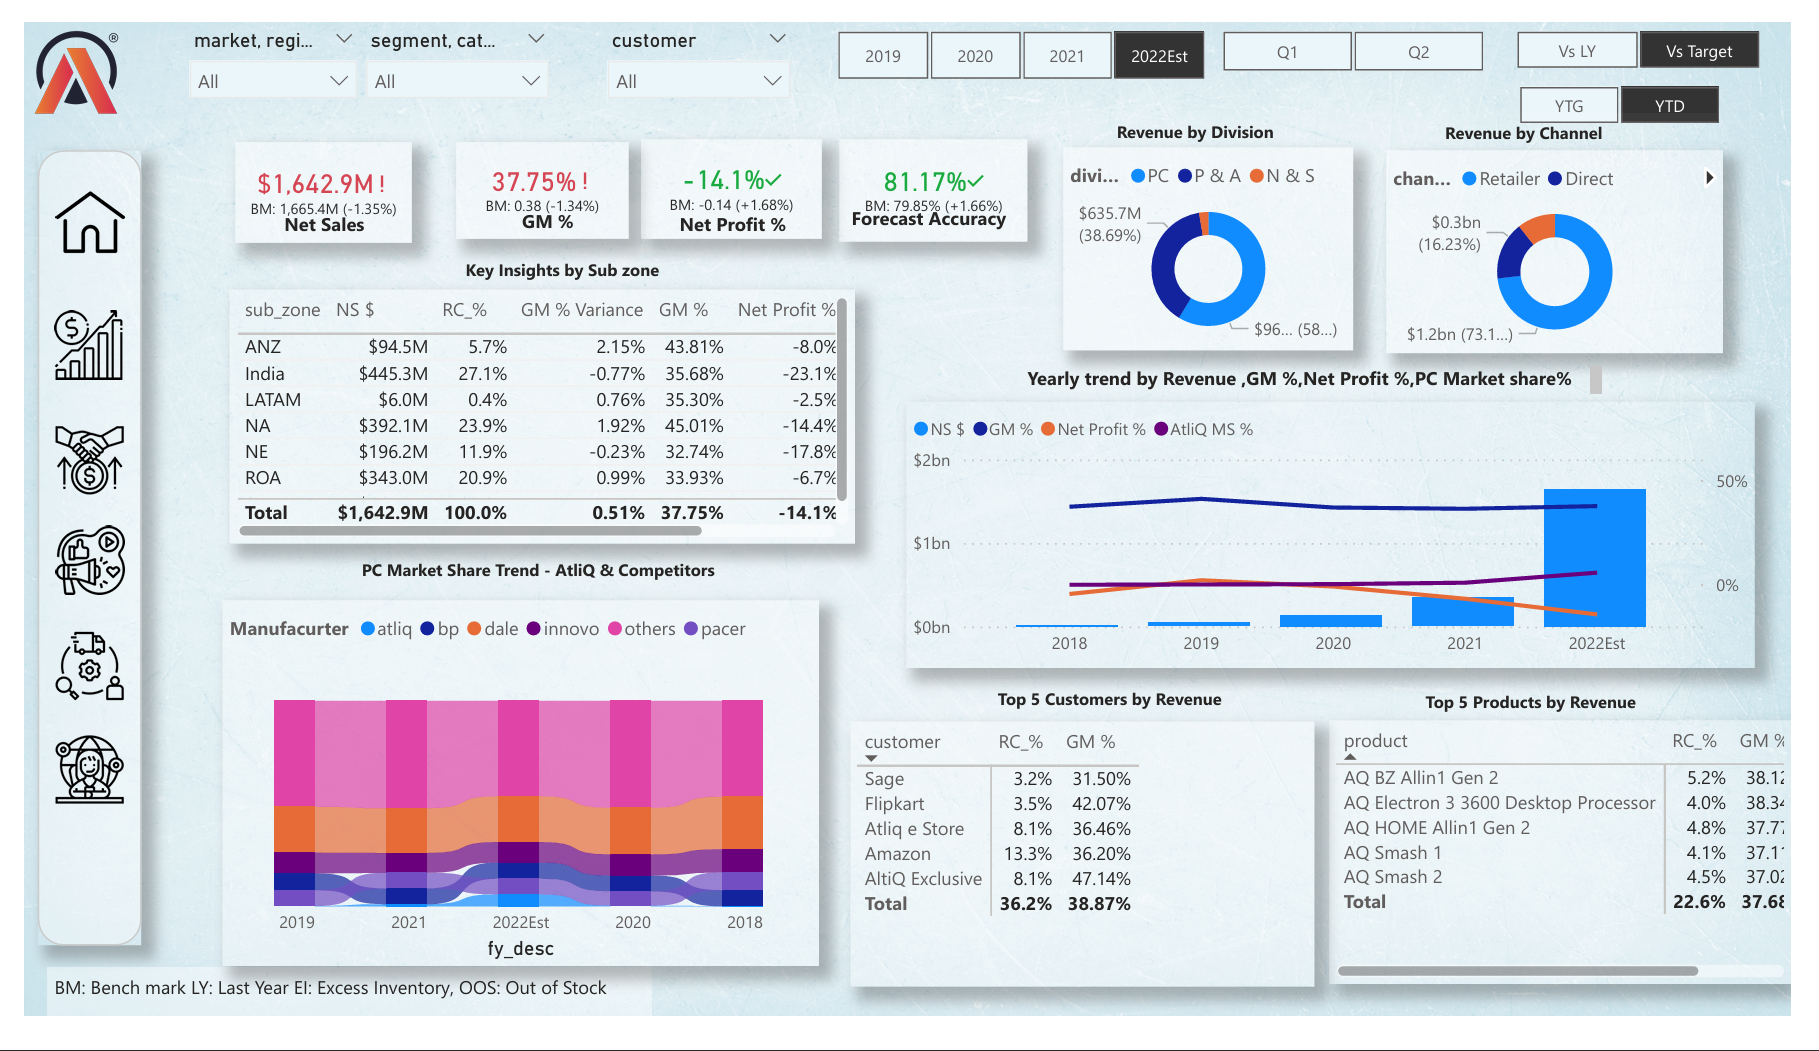 ®
market, regi...
segment, cat...
customer
All
All
All
2019
2020
2021
2022Est
Q1
Q2
Vs LY
Vs Target
YTG
YTD
$1,642.9M !
BM: 1,665.4M (-1.35%)
Net Sales
37.75% !
BM: 0.38 (-1.34%)
GM %
-14.1%✓
BM: -0.14 (+1.68%)
Net Profit %
81.17%✓
BM: 79.85% (+1.66%)
Forecast Accuracy
Revenue by Division
divi... PC P & A N & S
$635.7M
(38.69%)
$96... (58...)
Revenue by Channel
chan... Retailer Direct
$0.3bn
(16.23%)
$1.2bn (73.1...)
Key Insights by Sub zone
sub_zone NS $ RC_% GM % Variance GM % Net Profit %
ANZ $94.5M 5.7% 2.15% 43.81% -8.0%
India $445.3M 27.1% -0.77% 35.68% -23.1%
LATAM $6.0M 0.4% 0.76% 35.30% -2.5%
NA $392.1M 23.9% 1.92% 45.01% -14.4%
NE $196.2M 11.9% -0.23% 32.74% -17.8%
ROA $343.0M 20.9% 0.99% 33.93% -6.7%
Total $1,642.9M 100.0% 0.51% 37.75% -14.1%
Yearly trend by Revenue ,GM %,Net Profit %,PC Market share%
NS $ GM % Net Profit % AtliQ MS %
$2bn
$1bn
$0bn
50%
0%
2018 2019 2020 2021 2022Est
PC Market Share Trend - AtliQ & Competitors
Manufacurter atliq bp dale innovo others pacer
2019 2021 2022Est 2020 2018
fy_desc
Top 5 Customers by Revenue
customer RC_% GM %
Sage 3.2% 31.50%
Flipkart 3.5% 42.07%
Atliq e Store 8.1% 36.46%
Amazon 13.3% 36.20%
AltiQ Exclusive 8.1% 47.14%
Total 36.2% 38.87%
Top 5 Products by Revenue
product RC_% GM %
AQ BZ Allin1 Gen 2 5.2% 38.12
AQ Electron 3 3600 Desktop Processor 4.0% 38.34
AQ HOME Allin1 Gen 2 4.8% 37.77
AQ Smash 1 4.1% 37.11
AQ Smash 2 4.5% 37.02
Total 22.6% 37.68
BM: Bench mark LY: Last Year EI: Excess Inventory, OOS: Out of Stock